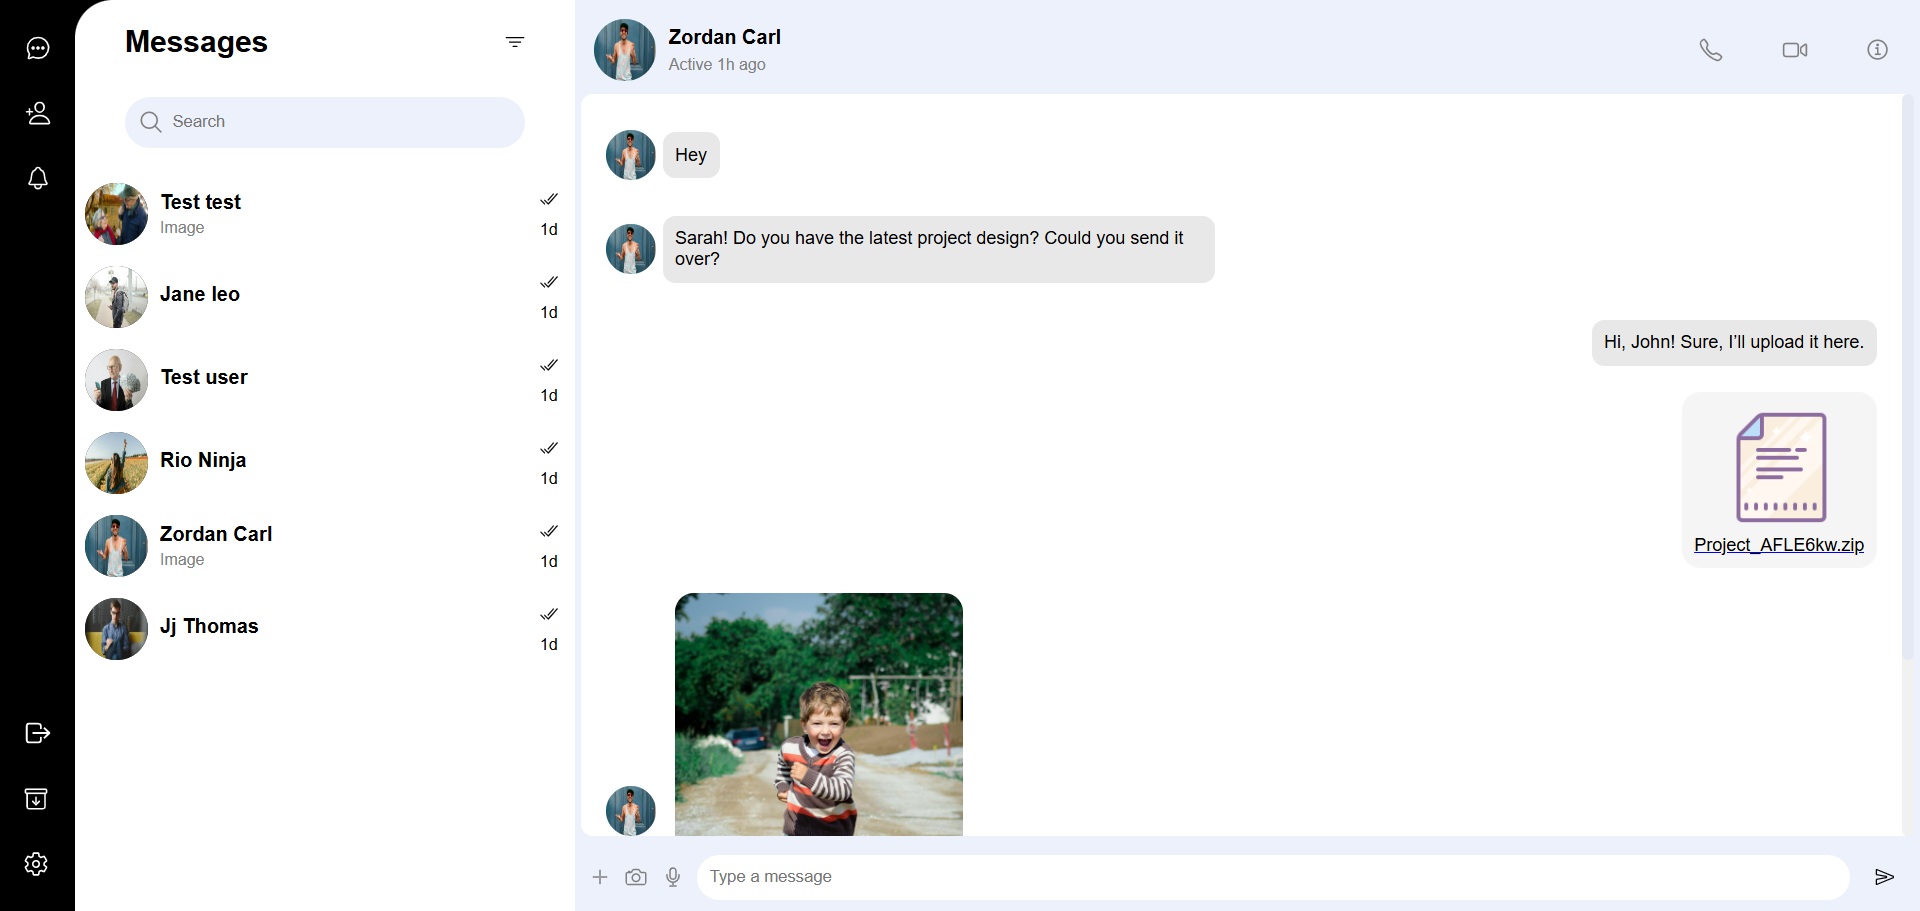 Messages
Search
Test test
Image
1d
Jane leo
1d
Test user
1d
Rio Ninja
1d
Zordan Carl
Image
1d
Jj Thomas
1d
Zordan Carl
Active 1h ago
Hey
Sarah! Do you have the latest project design? Could you send it
over?
Hi, John! Sure, I’ll upload it here.
Project_AFLE6kw.zip
Type a message